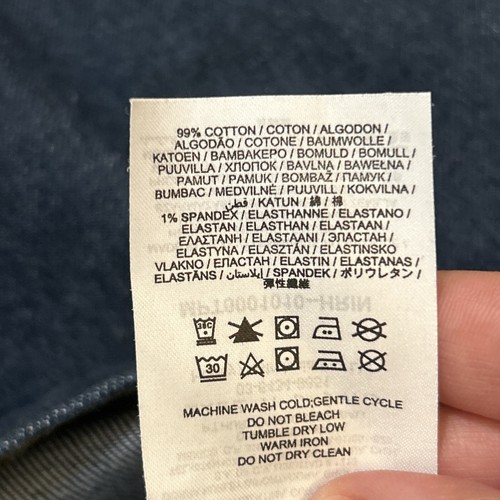 99% COTTON / COTON / ALGODON /
ALGODÃO / COTONE / BAUMWOLLE /
KATOEN / ΒΑΜΒΑΚΕΡΟ / BOMULD / BOMULL /
PUUVILLA / ХЛОПОК / BAVLNA / BAWEŁNA /
PAMUT / PAMUK / BOMBAŽ / ПАМУК /
BUMBAC / MEDVILNĖ / PUUVILL / KOKVILNA /
قطن / KATUN / 綿 / 棉
1% SPANDEX / ELASTHANNE / ELASTANO /
ELASTAN / ELASTHAN / ELASTAAN /
ΕΛΑΣΤΑΝΗ / ELASTAANI / ЭЛАСТАН /
ELASTYNA / ELASZTÁN / ELASTINSKO
VLAKNO / ЕЛАСТАН / ELASTIN / ELASTANAS /
ELASTĀNS / ايلاستان / SPANDEK / ポリウレタン /
彈性纖維
30C
30
MACHINE WASH COLD;GENTLE CYCLE
DO NOT BLEACH
TUMBLE DRY LOW
WARM IRON
DO NOT DRY CLEAN